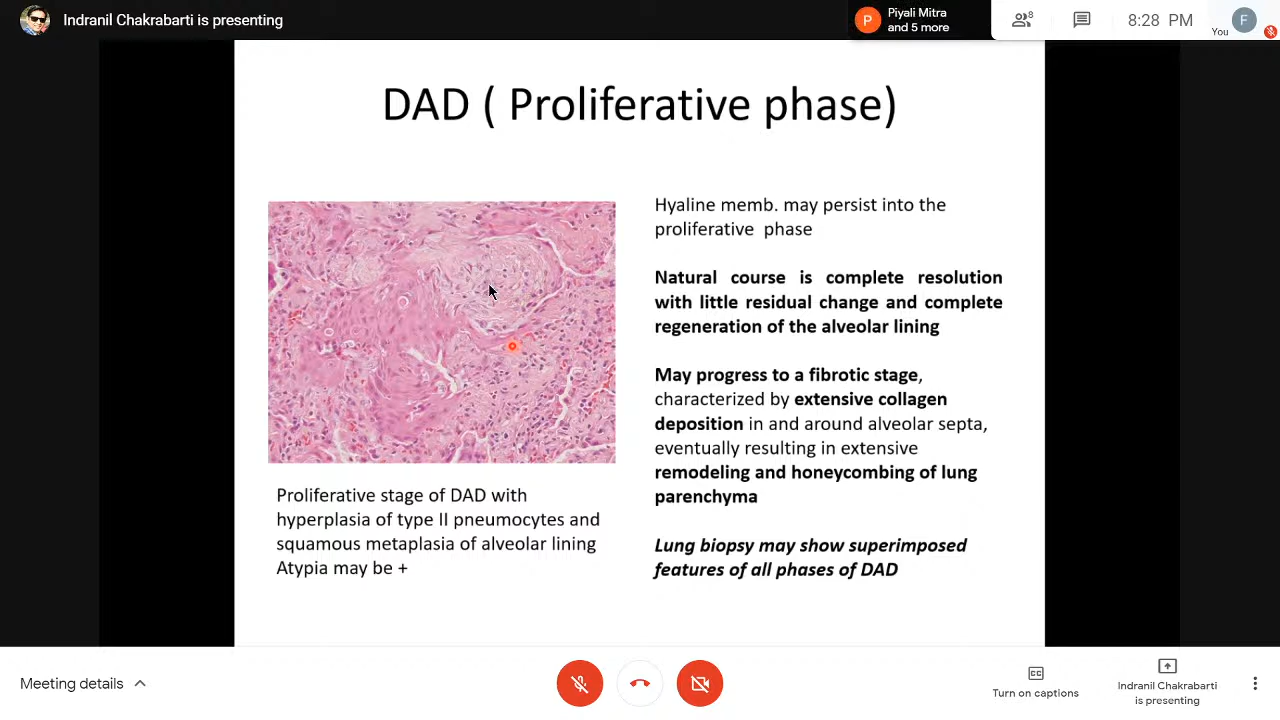 Indranil Chakrabarti is presenting
P
Piyali Mitra
and 5 more
8
8:28 PM
You
F
DAD ( Proliferative phase)
Hyaline memb. may persist into the
proliferative phase
Natural course is complete resolution
with little residual change and complete
regeneration of the alveolar lining
May progress to a fibrotic stage,
characterized by extensive collagen
deposition in and around alveolar septa,
eventually resulting in extensive
remodeling and honeycombing of lung
parenchyma
Lung biopsy may show superimposed
features of all phases of DAD
Proliferative stage of DAD with
hyperplasia of type II pneumocytes and
squamous metaplasia of alveolar lining
Atypia may be +
Meeting details
CC
Turn on captions
Indranil Chakrabarti
is presenting